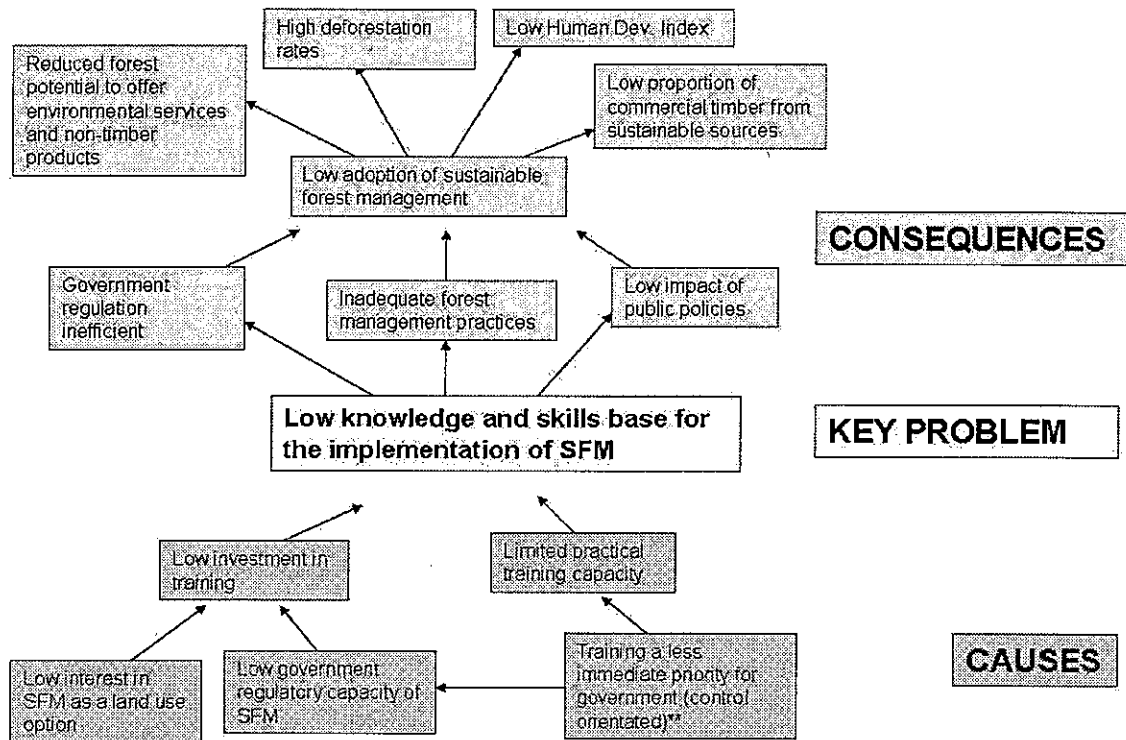 High deforestation
rates
Low Human Dev. Index
Reduced forest
potential to offer
environmental services
and non-timber
products
Low proportion of
commercial timber from
sustainable sources
Low adoption of sustainable
forest management
CONSEQUENCES
Government
regulation
inefficient
Inadequate forest
management practices
Low impact of
public policies
Low knowledge and skills base for
the implementation of SFM
KEY PROBLEM
Low investment in
training
Limited practical
training capacity
Low interest in
SFM as a land use
option
Low government
regulatory capacity of
SFM
Training a less
immediate priority for
government (control
orientated)**
CAUSES